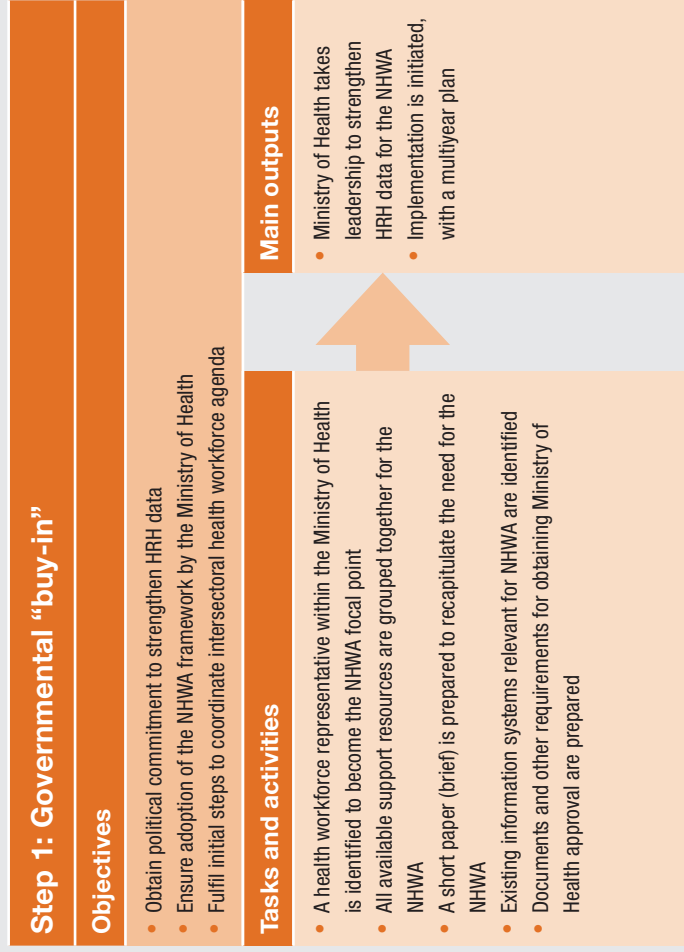 Step 1: Governmental “buy-in”
Objectives
• Obtain political commitment to strengthen HRH data
• Ensure adoption of the NHWA framework by the Ministry of Health
• Fulfil initial steps to coordinate intersectoral health workforce agenda
Tasks and activities
• A health workforce representative within the Ministry of Health
is identified to become the NHWA focal point
• All available support resources are grouped together for the
NHWA
• A short paper (brief) is prepared to recapitulate the need for the
NHWA
• Existing information systems relevant for NHWA are identified
• Documents and other requirements for obtaining Ministry of
Health approval are prepared
Main outputs
• Ministry of Health takes
leadership to strengthen
HRH data for the NHWA
• Implementation is initiated,
with a multiyear plan